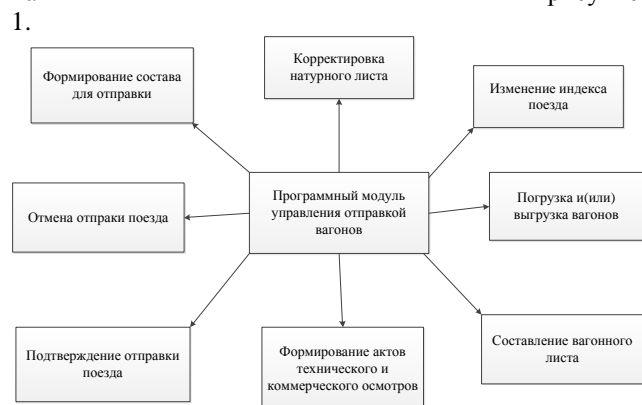 1.
Формирование состава
для отправки
Корректировка
натурного листа
Изменение индекса
поезда
Отмена отпраки поезда
Программный модуль
управления отправкой
вагонов
Погрузка и(или)
выгрузка вагонов
Подтверждение отправки
поезда
Формирование актов
технического и
коммерческого осмотров
Составление вагонного
листа